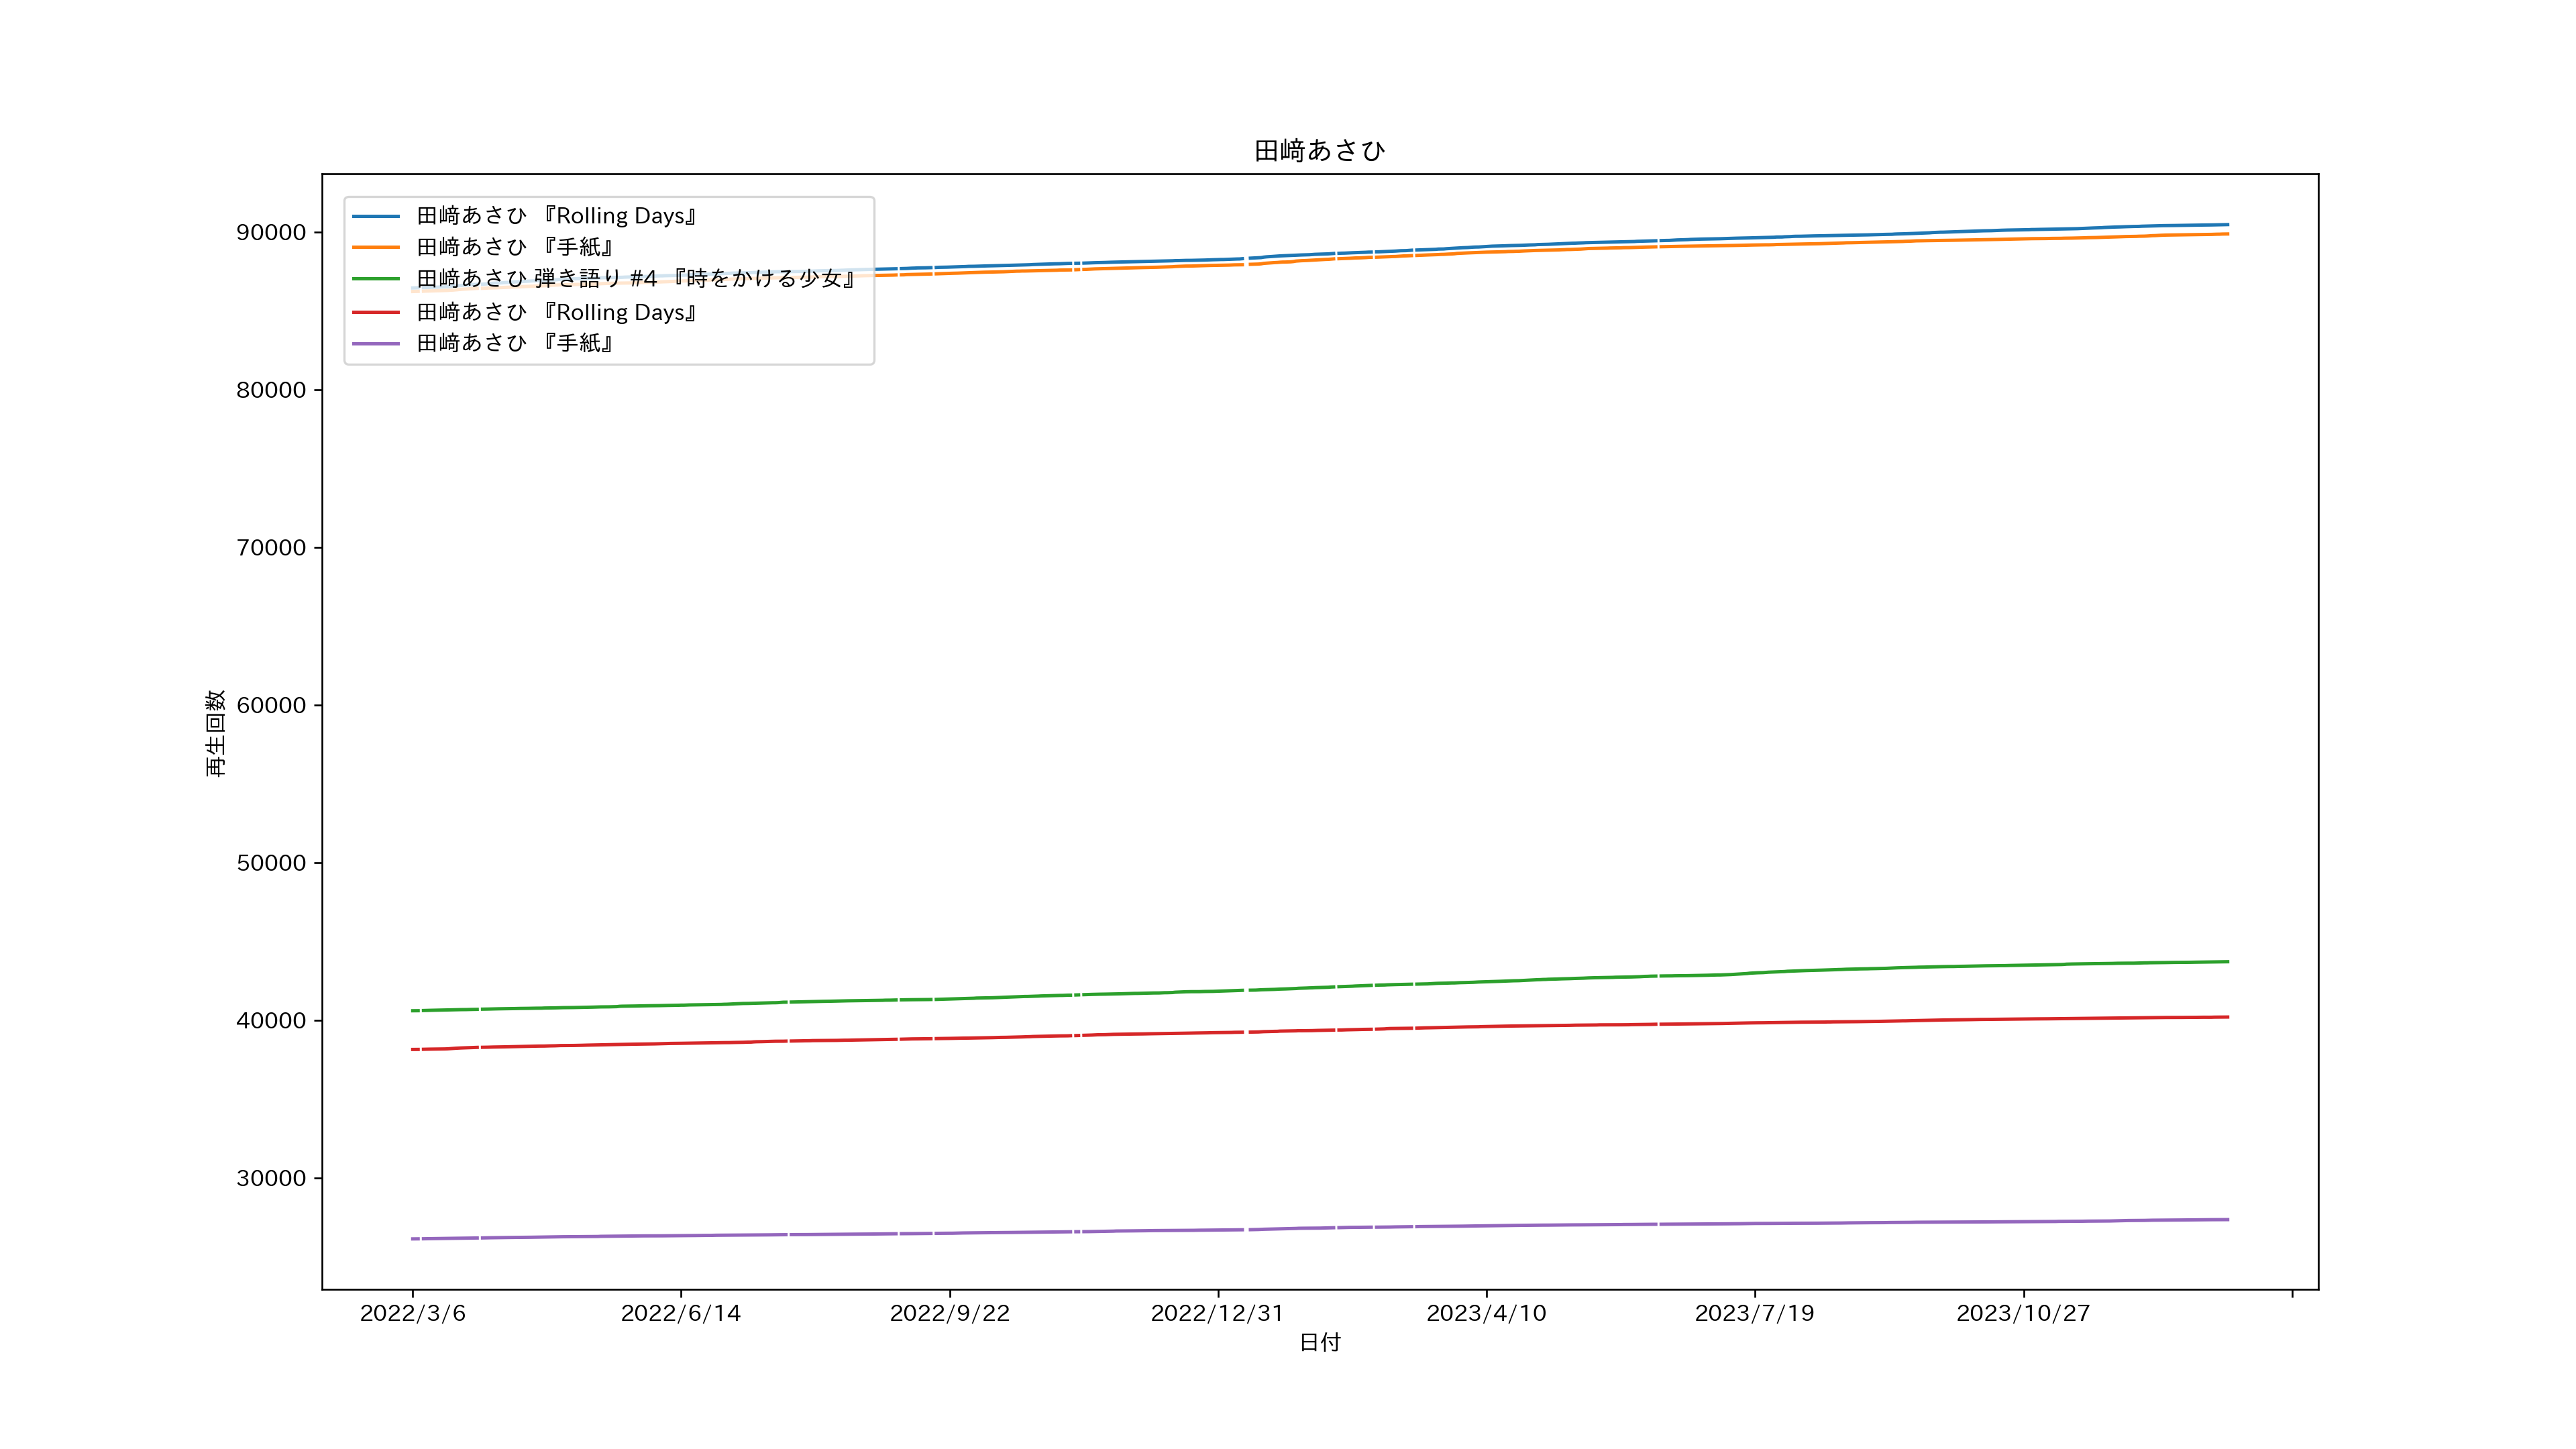 田﨑あさひ
田﨑あさひ 『Rolling Days』
田﨑あさひ 『手紙』
田﨑あさひ 弾き語り #4 『時をかける少女』
田﨑あさひ 『Rolling Days』
田﨑あさひ 『手紙』
90000
80000
70000
60000
50000
40000
30000
再生回数
2022/3/6
2022/6/14
2022/9/22
2022/12/31
2023/4/10
2023/7/19
2023/10/27
日付